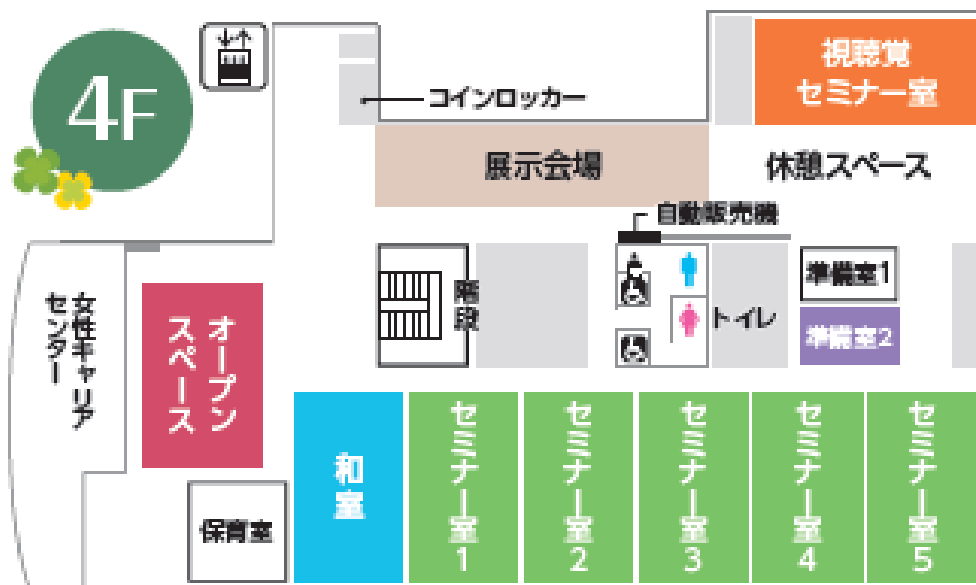 4F
コインロッカー
視聴覚
セミナー室
展示会場
休憩スペース
自動販売機
階段
トイレ
準備室1
準備室2
女性キャリア
センター
オープン
スペース
和室
保育室
セミナー室1
セミナー室2
セミナー室3
セミナー室4
セミナー室5